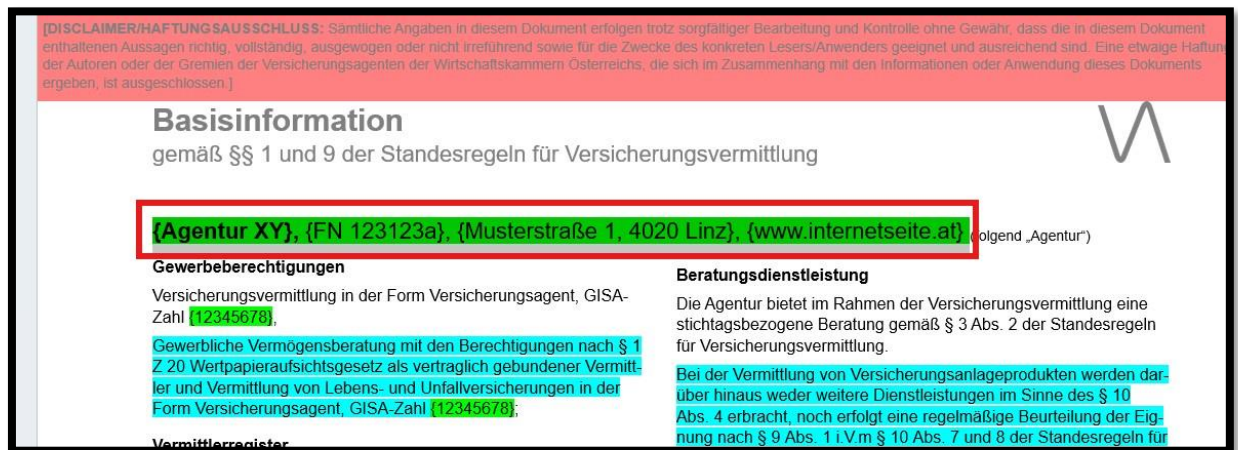 [DISCLAIMER/HAFTUNGSAUSSCHLUSS: Sämtliche Angaben in diesem Dokument erfolgen trotz sorgfältiger Bearbeitung und Kontrolle ohne Gewähr, dass die in diesem Dokument
enthaltenen Aussagen richtig, vollständig, ausgewogen oder nicht irreführend sowie für die Zwecke des konkreten Lesers/Anwenders geeignet und ausreichend sind. Eine etwaige Haftung
der Autoren oder der Gremien der Versicherungsagenten der Wirtschaftskammern Österreichs, die sich im Zusammenhang mit den Informationen oder Anwendung dieses Dokuments
ergeben, ist ausgeschlossen.]
Basisinformation
gemäß §§ 1 und 9 der Standesregeln für Versicherungsvermittlung
{Agentur XY}, {FN 123123a}, {Musterstraße 1, 4020 Linz}, {www.internetseite.at} folgend „Agentur")
Gewerbeberechtigungen
Versicherungsvermittlung in der Form Versicherungsagent, GISA-
Zahl {12345678},
Gewerbliche Vermögensberatung mit den Berechtigungen nach § 1
Z 20 Wertpapieraufsichtsgesetz als vertraglich gebundener Vermitt-
ler und Vermittlung von Lebens- und Unfallversicherungen in der
Form Versicherungsagent, GISA-Zahl {12345678};
Vermittlerregister
Beratungsdienstleistung
Die Agentur bietet im Rahmen der Versicherungsvermittlung eine
stichtagsbezogene Beratung gemäß § 3 Abs. 2 der Standesregeln
für Versicherungsvermittlung.
Bei der Vermittlung von Versicherungsanlageprodukten werden dar-
über hinaus weder weitere Dienstleistungen im Sinne des § 10
Abs. 4 erbracht, noch erfolgt eine regelmäßige Beurteilung der Eig-
nung nach § 9 Abs. 1 i.V.m § 10 Abs. 7 und 8 der Standesregeln für